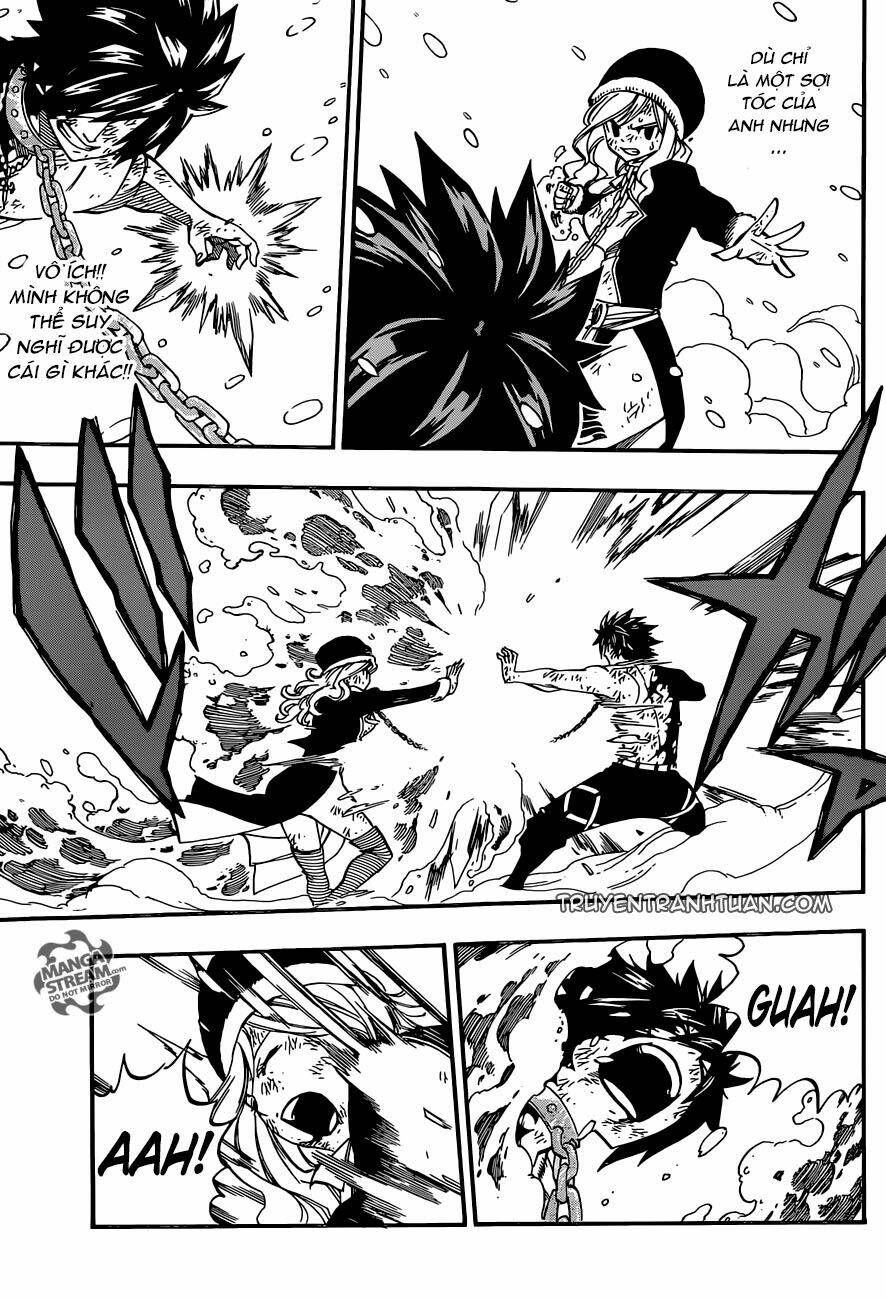 DÙ CHỈ
LÀ MỘT SỢI
TÓC CỦA
ANH NHƯNG
...
VÔ ÍCH!!
MÌNH KHÔNG
THỂ SUY
NGHĨ ĐƯỢC
CÁI GÌ KHÁC!!
TRUYENTRANHTUAN.COM
MANGA
STREAM.com
DO NOT MIRROR
GUAH!
AAH!